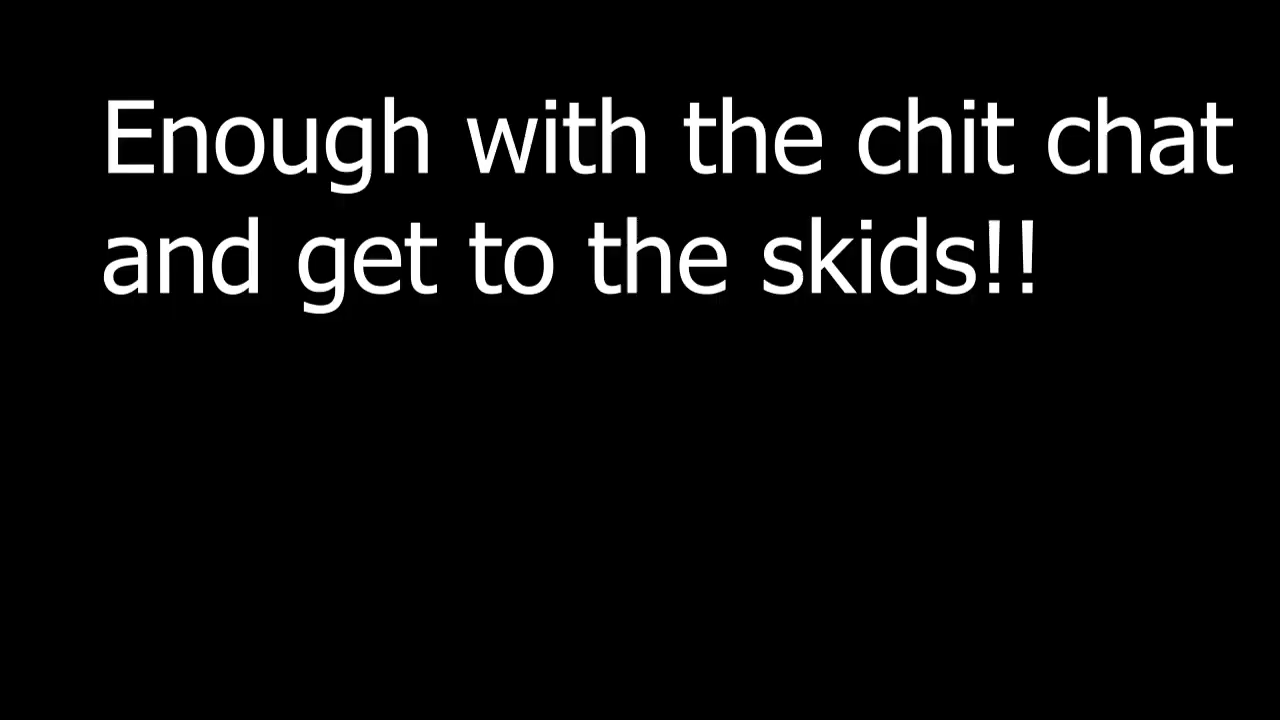 Enough with the chit chat
and get to the skids!!